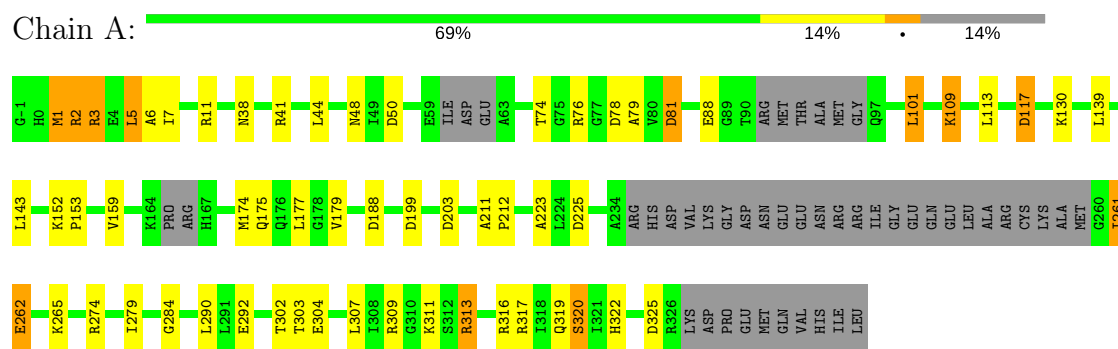 Chain A:
69% 14% • 14%
G-1 H0 M1 R2 R3 E4 L5 A6 I7 R11 N38 R41 L44 N48 I49 D50 E59 ILE ASP GLU A63 T74 G75 R76 G77 D78 A79 V80 D81 E88 G89 T90 ARG MET THR ALA MET GLY Q97 L101 K109 L113 D117 K130 L139
L143 K152 P153 V159 K164 PRO ARG H167 M174 Q175 Q176 L177 G178 V179 D188 D199 D203 A211 P212 A223 L224 D225 A234 ARG HIS ASP VAL LYS GLY ASP ASN GLU GLU ASN ARG ARG ILE GLY GLU GLN GLU LEU ALA ARG CYS LYS ALA MET G260 I261
E262 K265 R274 I279 G284 L290 L291 E292 T302 T303 E304 L307 I308 R309 G310 K311 S312 R313 R316 R317 I318 Q319 S320 I321 H322 D325 R326 LYS ASP PRO GLU MET GLN VAL HIS ILE LEU